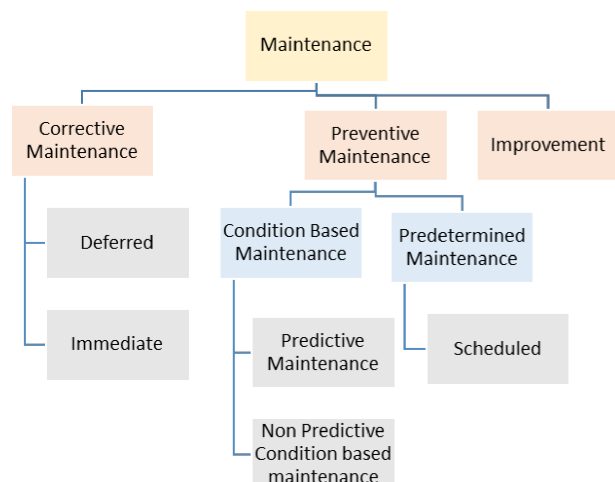 Maintenance
Corrective
Maintenance
Preventive
Maintenance
Improvement
Deferred
Immediate
Condition Based
Maintenance
Predetermined
Maintenance
Predictive
Maintenance
Scheduled
Non Predictive
Condition based
maintenance